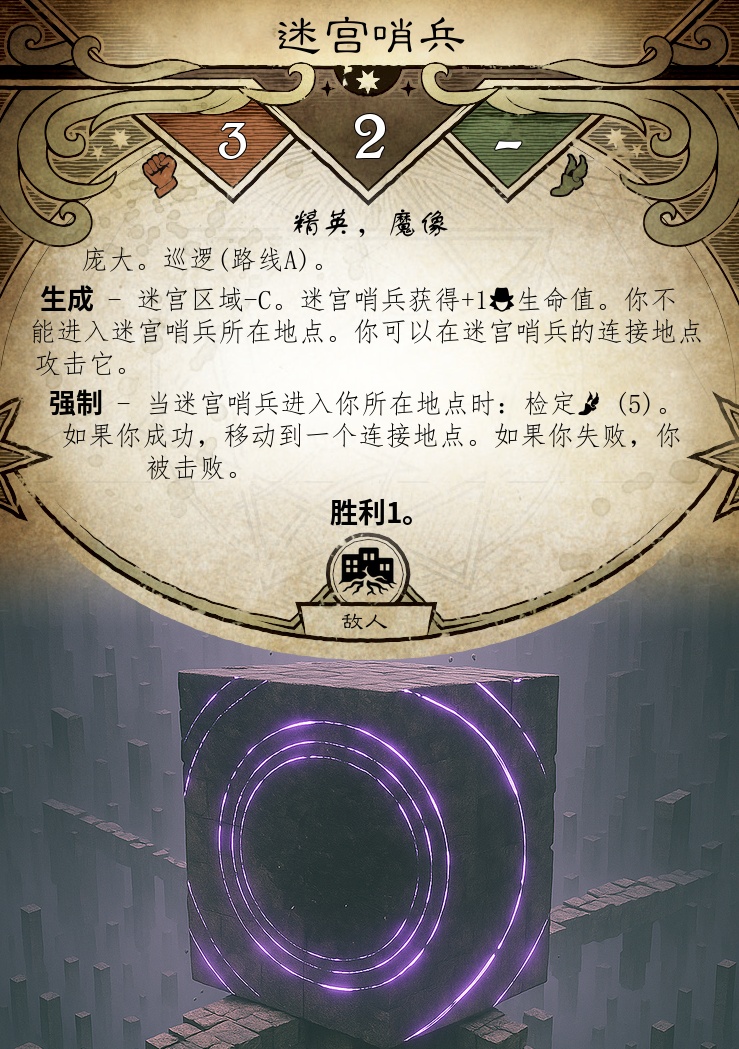 迷宫哨兵
3 2 -
精英，魔像
庞大。巡逻(路线A)。
生成 - 迷宫区域-C。迷宫哨兵获得+1生命值。你不
能进入迷宫哨兵所在地点。你可以在迷宫哨兵的连接地点
攻击它。
强制 - 当迷宫哨兵进入你所在地点时：检定 (5)。
如果你成功，移动到一个连接地点。如果你失败，你
被击败。
胜利1。
敌人